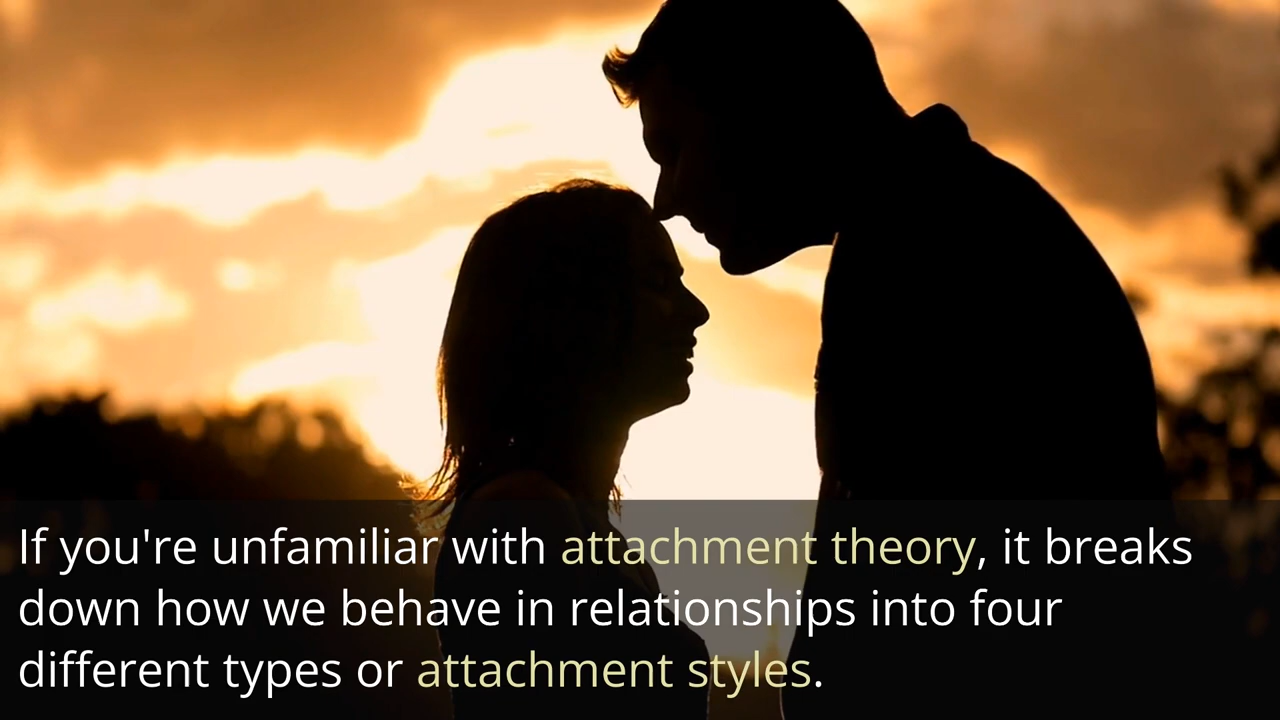 If you're unfamiliar with attachment theory, it breaks
down how we behave in relationships into four
different types or attachment styles.